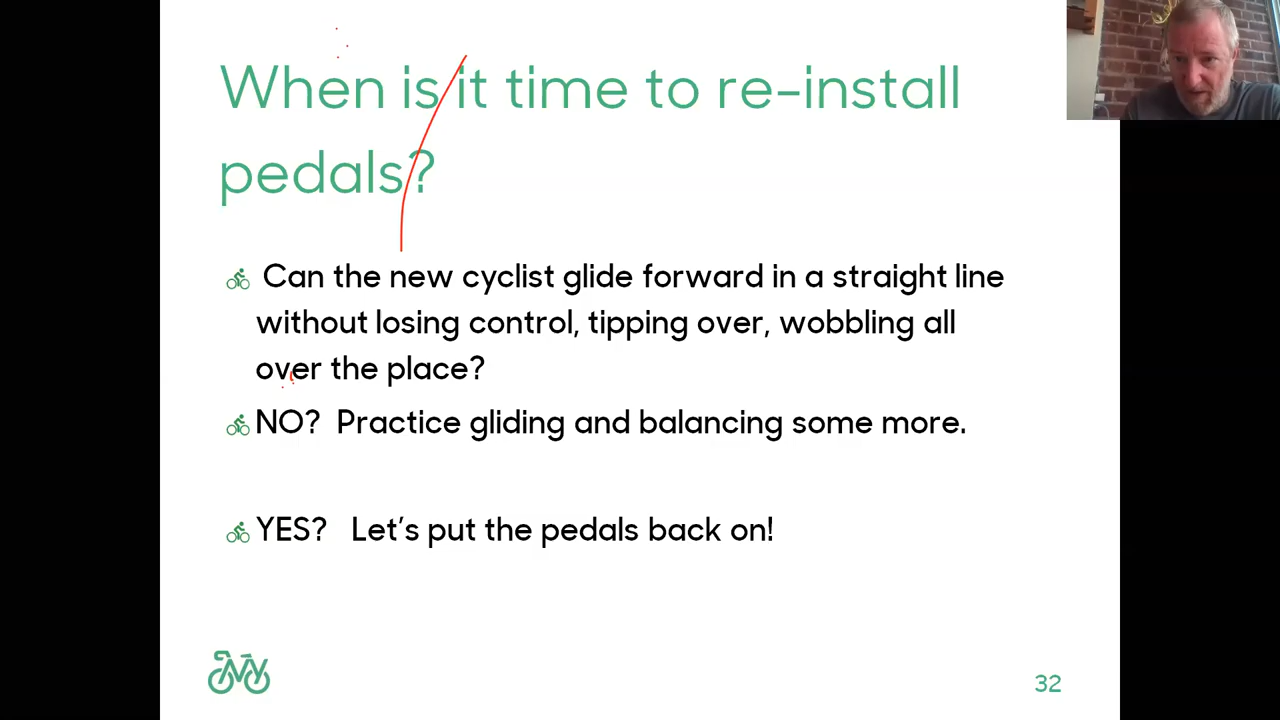 When is it time to re-install
pedals?
Can the new cyclist glide forward in a straight line
without losing control, tipping over, wobbling all
over the place?
NO? Practice gliding and balancing some more.
YES? Let's put the pedals back on!
32